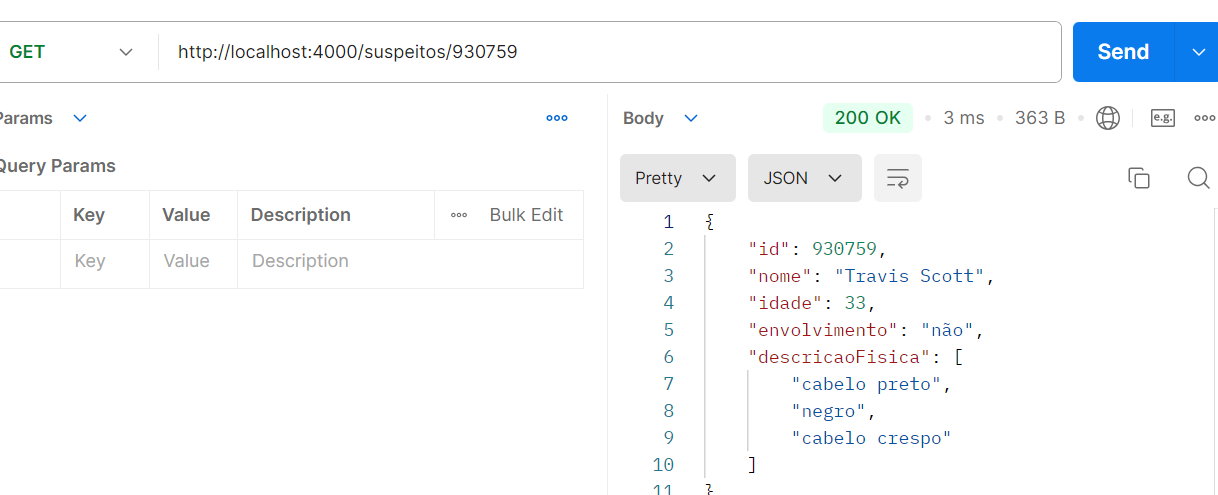 GET http://localhost:4000/suspeitos/930759 Send
Params
Query Params
Key Value Description Bulk Edit
Key Value Description
Body 200 OK 3 ms 363 B e.g.
Pretty JSON
1 {
2 "id": 930759,
3 "nome": "Travis Scott",
4 "idade": 33,
5 "envolvimento": "não",
6 "descricaoFisica": [
7 "cabelo preto",
8 "negro",
9 "cabelo crespo"
10 ]
11 }